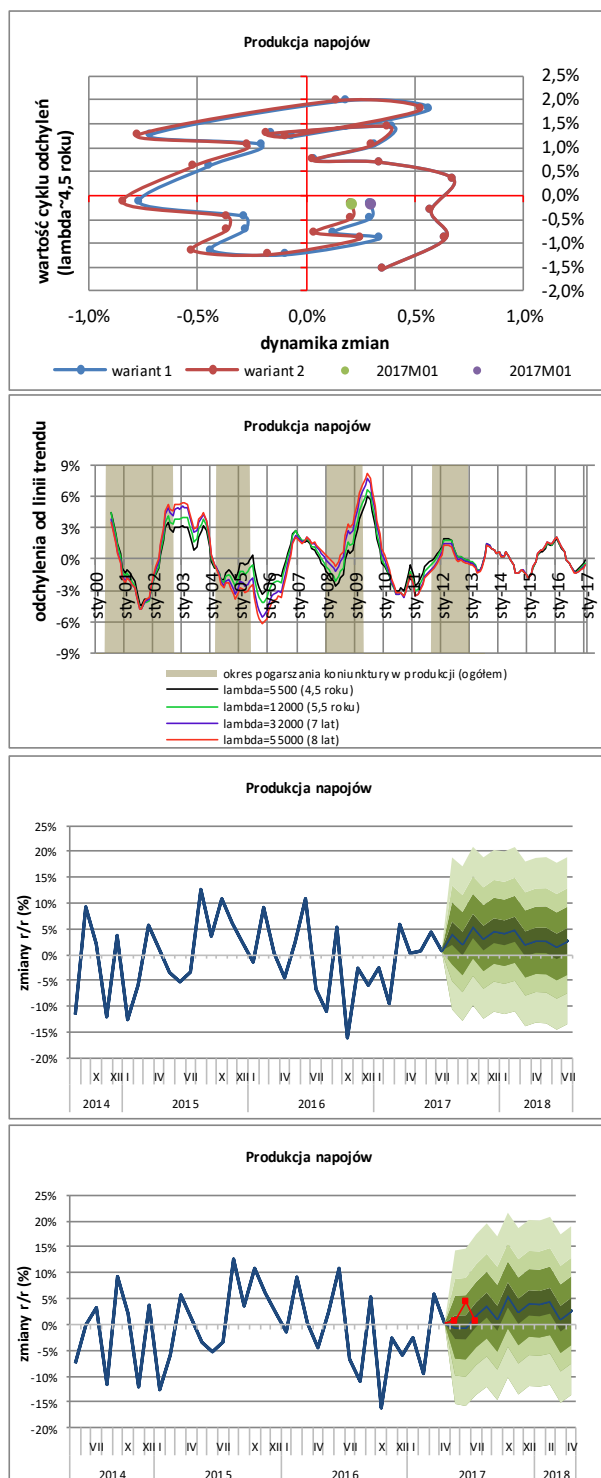 Produkcja napojów
wartość cyklu odchyleń
(lambda~4,5 roku)
2,5%
2,0%
1,5%
1,0%
0,5%
0,0%
-0,5%
-1,0%
-1,5%
-2,0%
-1,0% -0,5% 0,0% 0,5% 1,0%
dynamika zmian
wariant 1 wariant 2 2017M01 2017M01
Produkcja napojów
odchylenia od linii trendu
9%
6%
3%
0%
-3%
-6%
-9%
sty-00 sty-01 sty-02 sty-03 sty-04 sty-05 sty-06 sty-07 sty-08 sty-09 sty-10 sty-11 sty-12 sty-13 sty-14 sty-15 sty-16 sty-17
okres pogarszania koniunktury w produkcji (ogółem)
lambda=5500 (4,5 roku)
lambda=12000 (5,5 roku)
lambda=32000 (7 lat)
lambda=55000 (8 lat)
Produkcja napojów
zmiany r/r (%)
25%
20%
15%
10%
5%
0%
-5%
-10%
-15%
-20%
X XII I IV VII X XII I IV VII X XII I IV VII X XII I IV VII
2014 2015 2016 2017 2018
Produkcja napojów
zmiany r/r (%)
25%
20%
15%
10%
5%
0%
-5%
-10%
-15%
-20%
VII X XII I IV VII X XII I IV VII X XII I IV VII X XII II IV
2014 2015 2016 2017 2018